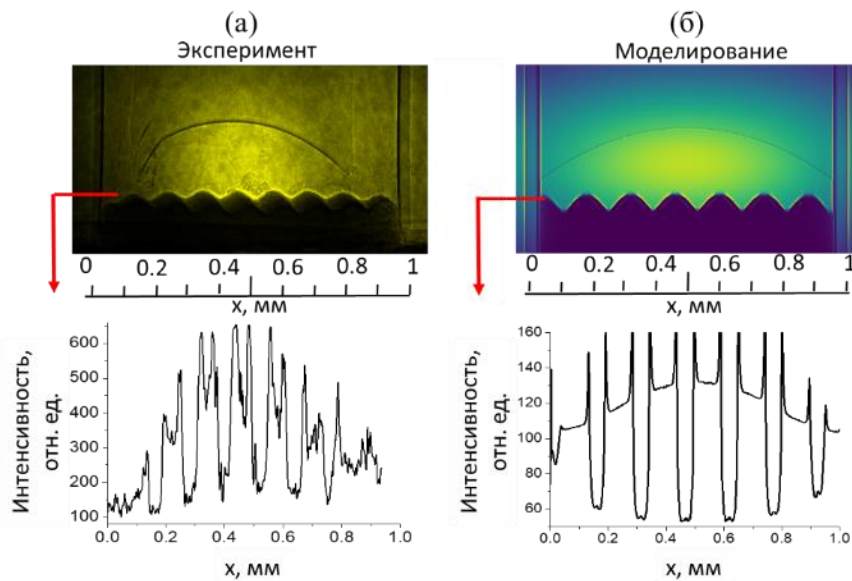 (а)
Эксперимент
0 0.2 0.4 0.6 0.8 1
x, мм
Интенсивность,
отн. ед.
600
500
400
300
200
100
0.0 0.2 0.4 0.6 0.8 1.0
x, мм
(б)
Моделирование
0 0.2 0.4 0.6 0.8 1
x, мм
Интенсивность,
отн. ед.
160
140
120
100
80
60
0.0 0.2 0.4 0.6 0.8 1.0
x, мм